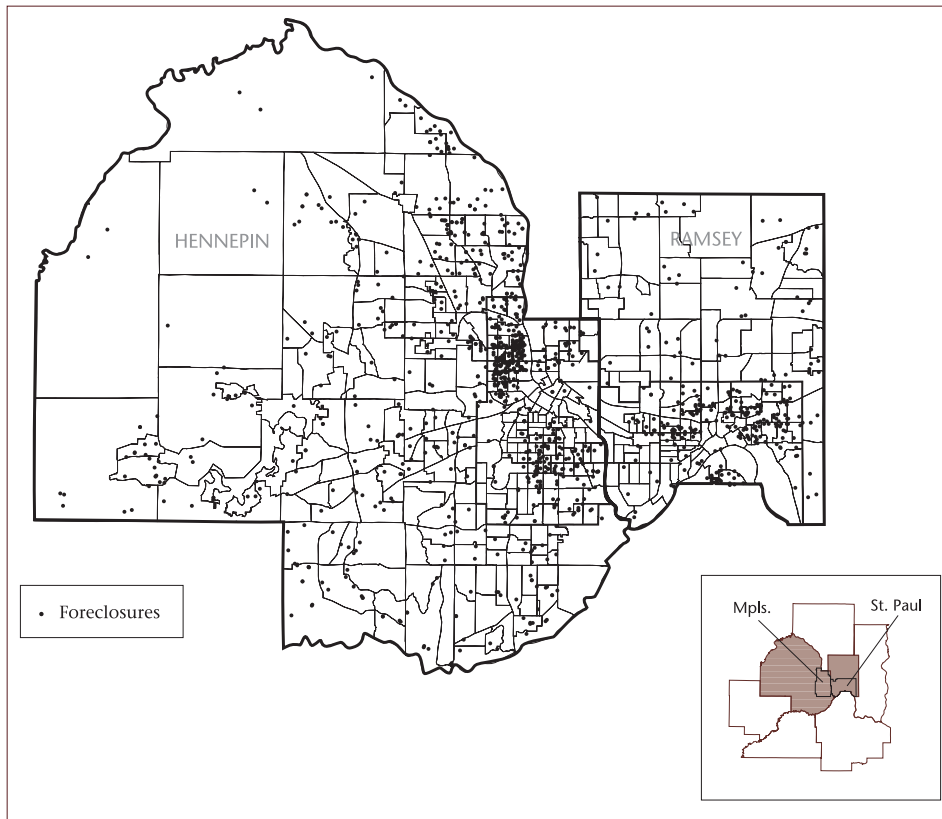 HENNEPIN
RAMSEY
• Foreclosures
Mpls.
St. Paul